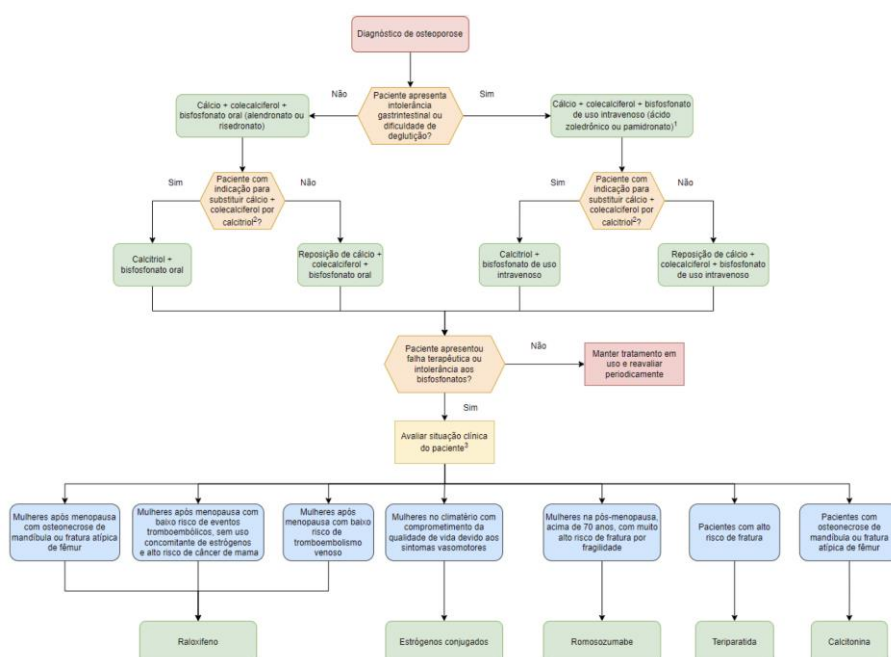 Diagnóstico de osteoporose
Não
Sim
Cálcio + colecalciferol +
bisfosfonato oral (alendronato ou
risedronato)
Paciente apresenta
intolerância
gastrintestinal ou
dificuldade de
deglutição?
Cálcio + colecalciferol + bisfosfonato
de uso intravenoso (ácido
zoledrônico ou pamidronato)¹
Sim
Paciente com
indicação para
substituir cálcio +
colecalciferol por
calcitriol²?
Não
Sim
Paciente com
indicação para
substituir cálcio +
colecalciferol por
calcitriol²?
Não
Calcitriol +
bisfosfonato oral
Reposição de cálcio +
colecalciferol +
bisfosfonato oral
Calcitriol +
bisfosfonato de uso
intravenoso
Reposição de cálcio +
colecalciferol + bisfosfonato
de uso intravenoso
Paciente apresentou
falha terapêutica ou
intolerância aos
bisfosfonatos?
Não
Manter tratamento em
uso e reavaliar
periodicamente
Sim
Avaliar situação clínica
do paciente³
Mulheres após menopausa
com osteonecrose de
mandíbula ou fratura atípica
de fêmur
Mulheres após menopausa com
baixo risco de eventos
tromboembólicos, sem uso
concomitante de estrógenos
e alto risco de câncer de mama
Mulheres após
menopausa com baixo
risco de
tromboembolismo
venoso
Mulheres no climatério com
comprometimento da
qualidade de vida devido aos
sintomas vasomotores
Mulheres na pós-menopausa,
acima de 70 anos, com muito
alto risco de fratura por
fragilidade
Pacientes com alto
risco de fratura
Pacientes com
osteonecrose de
mandíbula ou fratura
atípica de fêmur
Raloxifeno
Estrógenos conjugados
Romosozumabe
Teriparatida
Calcitonina